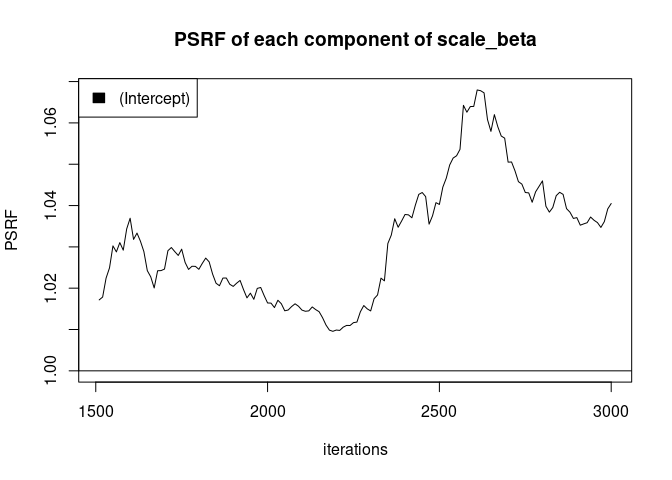 PSRF of each component of scale_beta
(Intercept)
PSRF
1.06
1.04
1.02
1.00
1500 2000 2500 3000
iterations